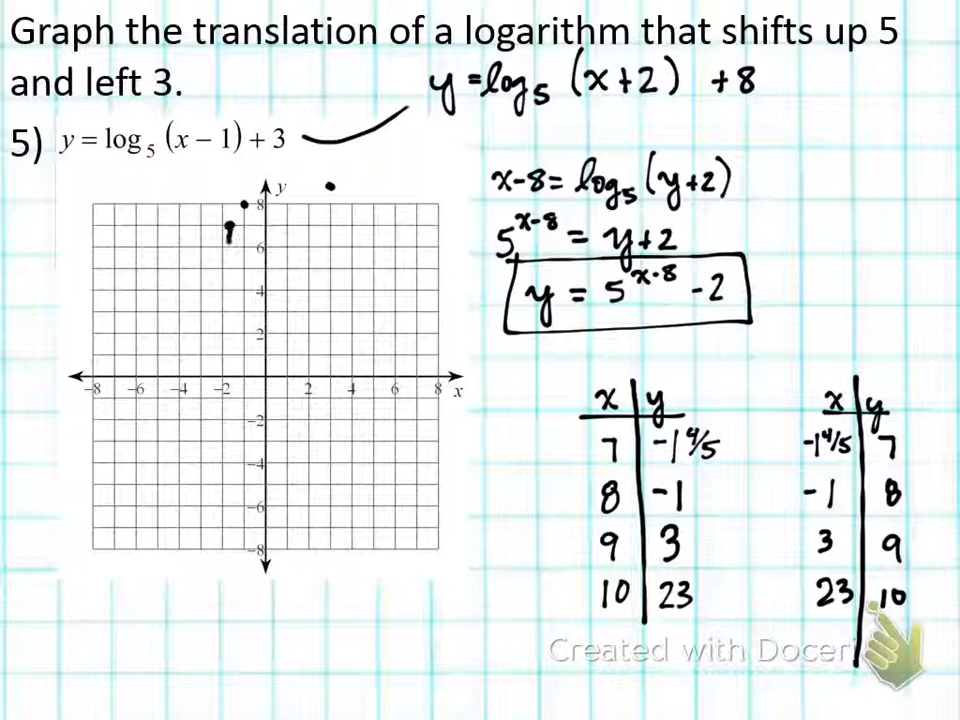 Graph the translation of a logarithm that shifts up 5
and left 3.
y = log₅ (x+2) +8
5) y = log₅ (x − 1) + 3
x-8 = log₅ (y+2)
5^(x-8) = y+2
y = 5^(x-8) -2
y
8
6
4
2
−8 −6 −4 −2 2 4 6 8 x
−2
−4
−6
−8
x y
7 -1 4/5
8 -1
9 3
10 23
x y
-1 4/5 7
-1 8
3 9
23 10
Created with Doceri